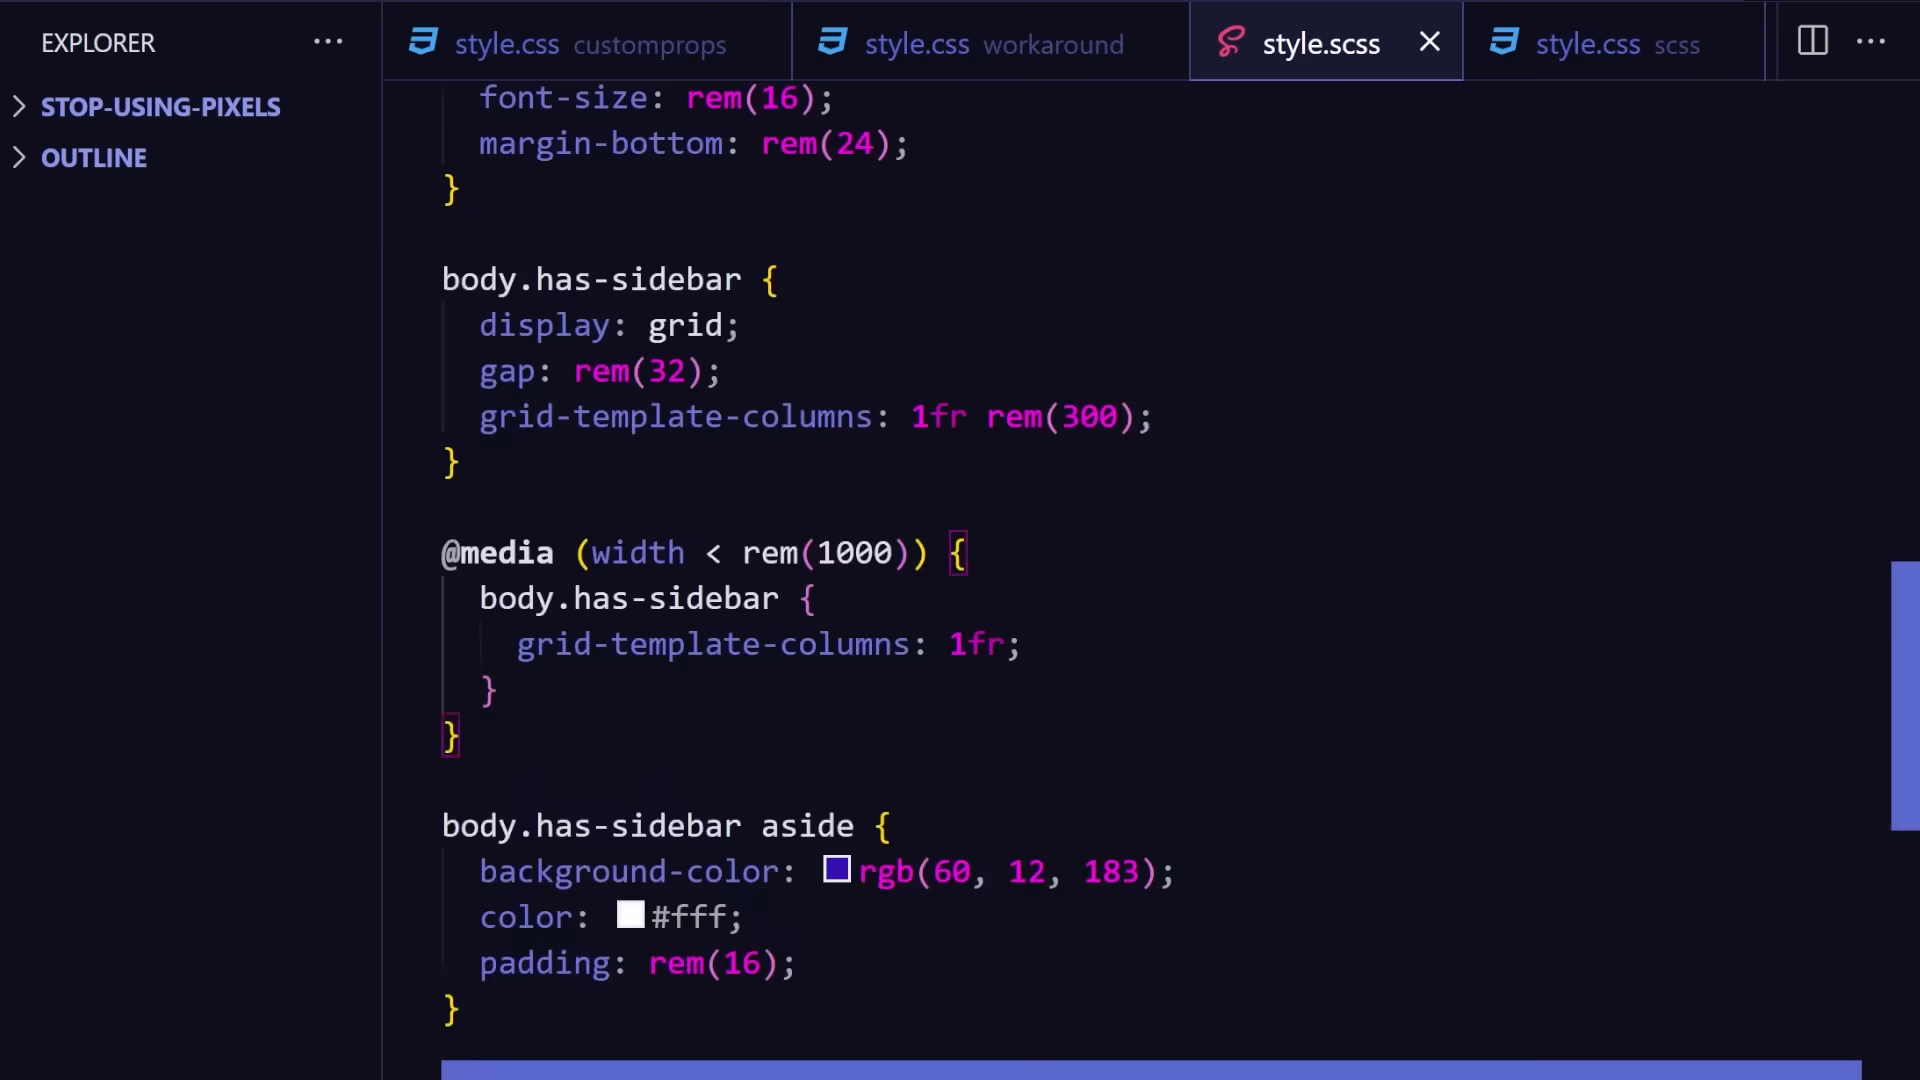 EXPLORER
style.css customprops
style.css workaround
style.scss
style.css scss
STOP-USING-PIXELS
OUTLINE
font-size: rem(16);
margin-bottom: rem(24);
}
body.has-sidebar {
display: grid;
gap: rem(32);
grid-template-columns: 1fr rem(300);
}
@media (width < rem(1000)) {
body.has-sidebar {
grid-template-columns: 1fr;
}
}
body.has-sidebar aside {
background-color: rgb(60, 12, 183);
color: #fff;
padding: rem(16);
}